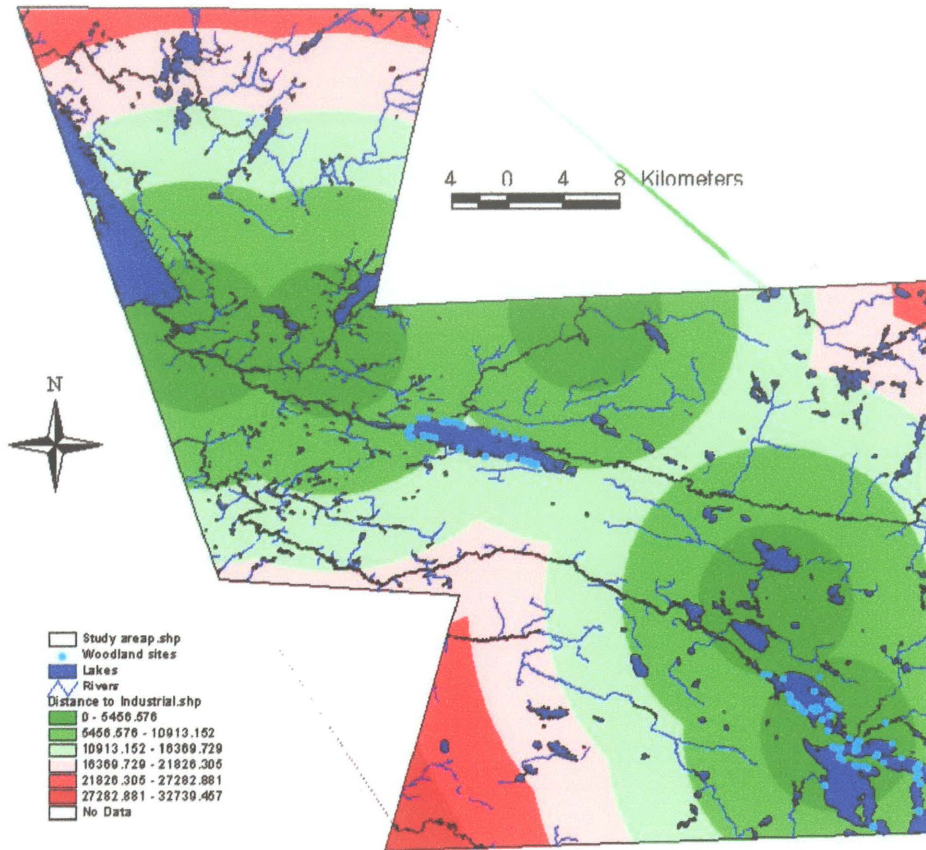 4 0 4 8 Kilometers
N
Study areap.shp
Woodland sites
Lakes
Rivers
Distance to Industrial.shp
0 - 5456.576
5456.576 - 10913.152
10913.152 - 16369.729
16369.729 - 21826.305
21826.305 - 27282.881
27282.881 - 32739.457
No Data